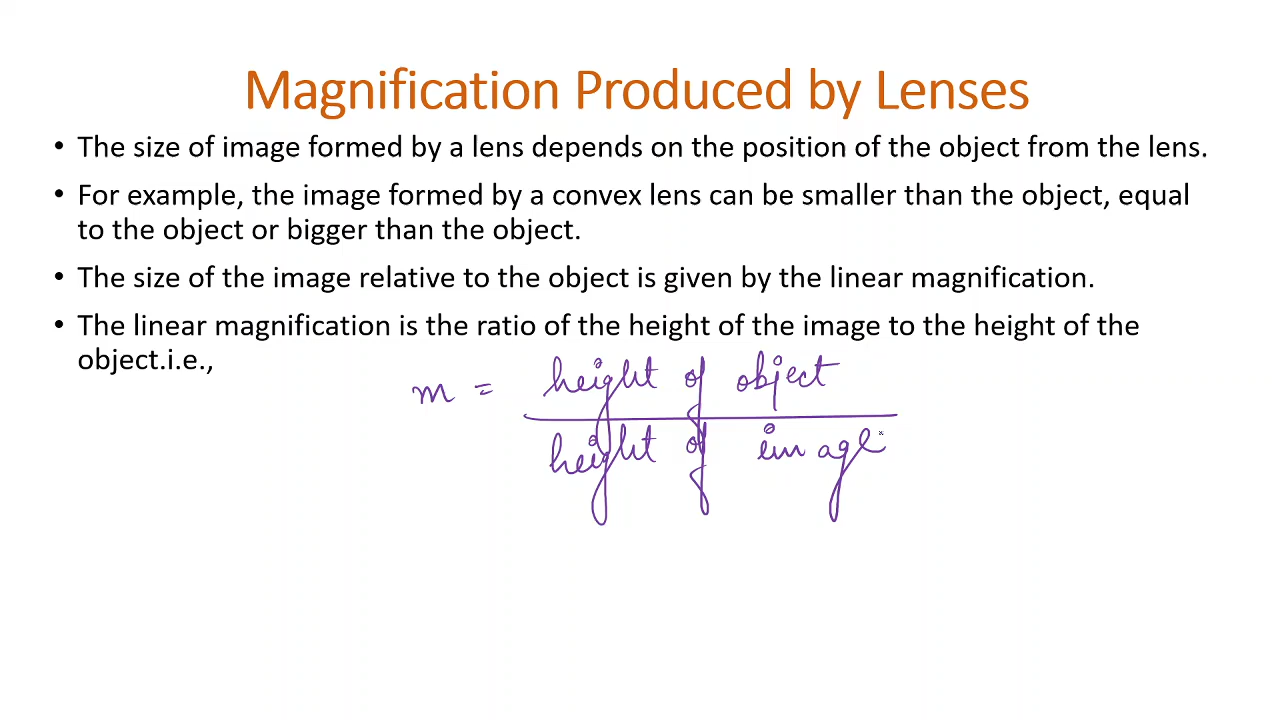 Magnification Produced by Lenses
• The size of image formed by a lens depends on the position of the object from the lens.
• For example, the image formed by a convex lens can be smaller than the object, equal
to the object or bigger than the object.
• The size of the image relative to the object is given by the linear magnification.
• The linear magnification is the ratio of the height of the image to the height of the
object.i.e.,
m = height of object
height of image